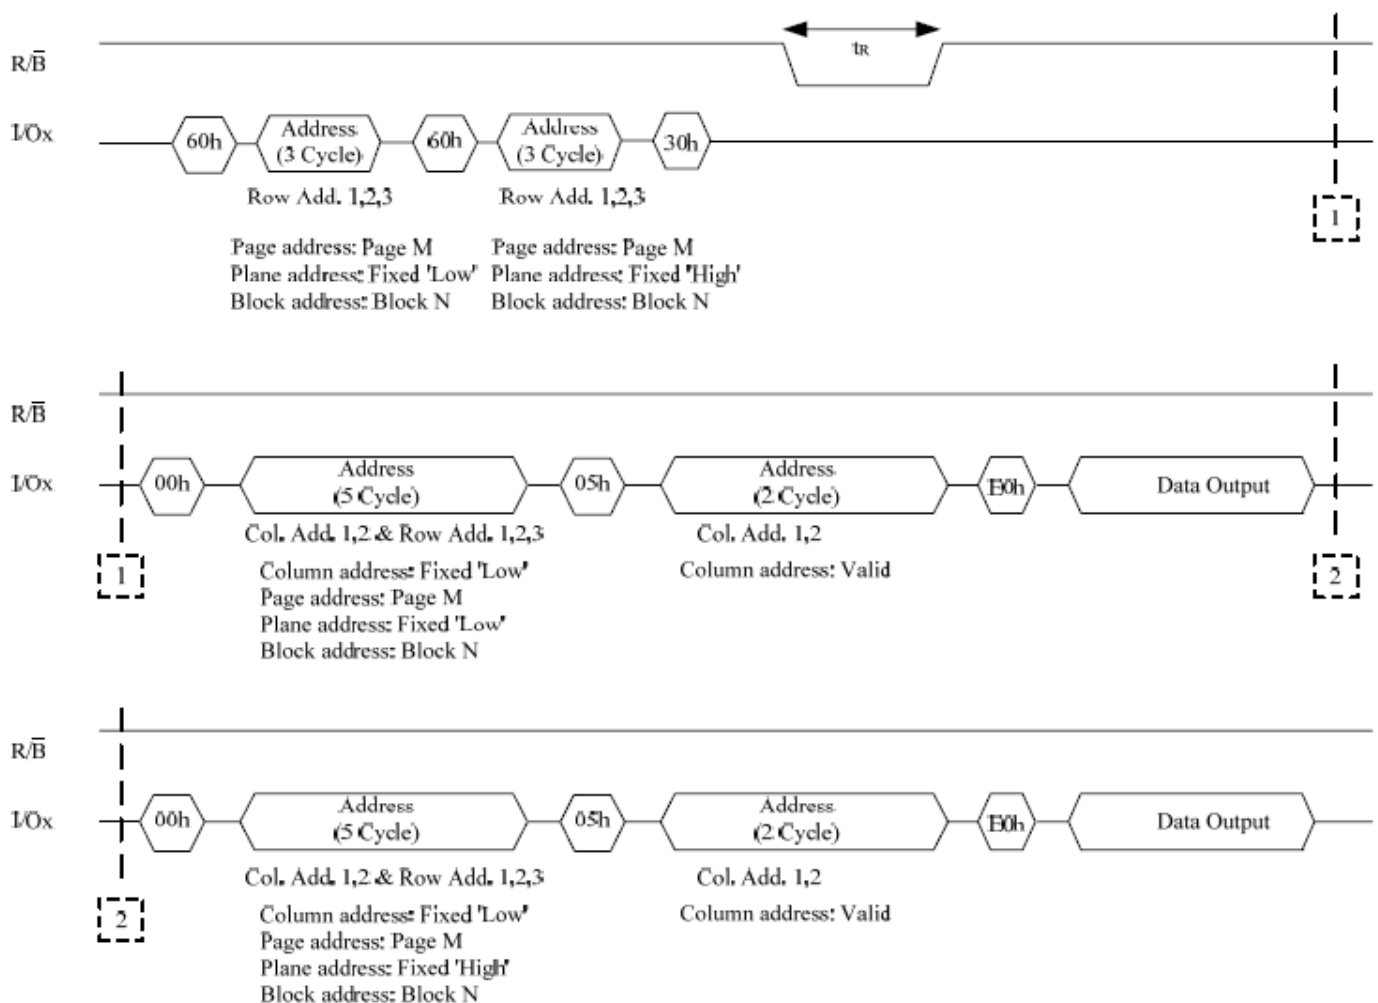 R/B̅
tR
I/Ox
60h
Address
(3 Cycle)
60h
Address
(3 Cycle)
30h
Row Add. 1,2,3
Row Add. 1,2,3
Page address: Page M
Plane address: Fixed 'Low'
Block address: Block N
Page address: Page M
Plane address: Fixed 'High'
Block address: Block N
1
R/B̅
I/Ox
00h
Address
(5 Cycle)
05h
Address
(2 Cycle)
E0h
Data Output
Col. Add. 1,2 & Row Add. 1,2,3
Col. Add. 1,2
Column address: Fixed 'Low'
Page address: Page M
Plane address: Fixed 'Low'
Block address: Block N
Column address: Valid
1
2
R/B̅
I/Ox
00h
Address
(5 Cycle)
05h
Address
(2 Cycle)
E0h
Data Output
Col. Add. 1,2 & Row Add. 1,2,3
Col. Add. 1,2
Column address: Fixed 'Low'
Page address: Page M
Plane address: Fixed 'High'
Block address: Block N
Column address: Valid
2